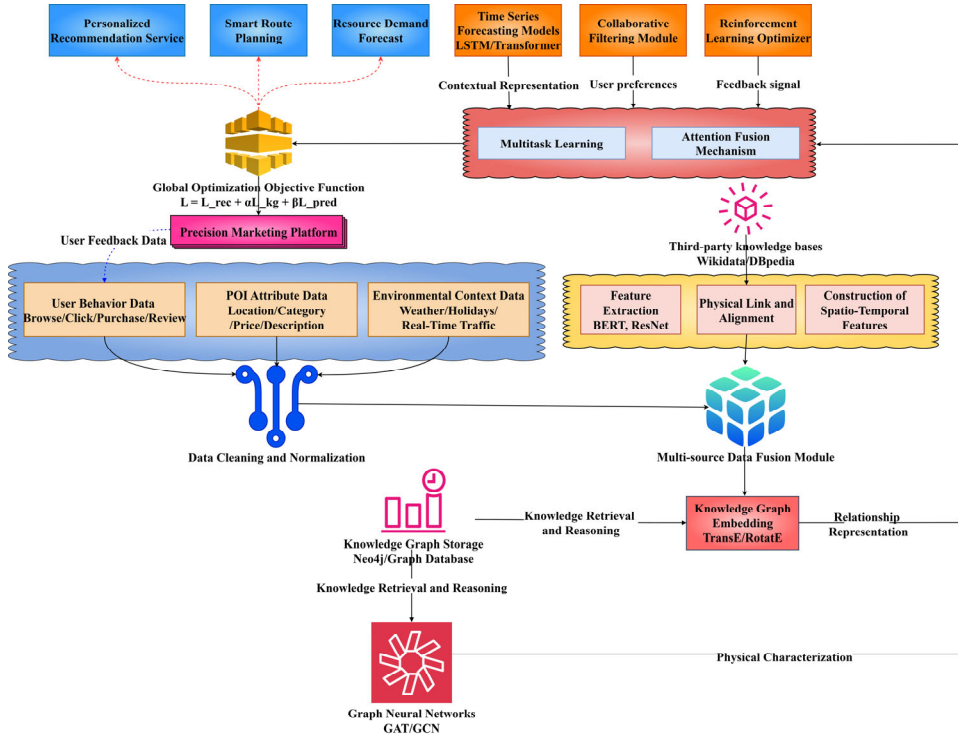 Personalized
Recommendation Service
Smart Route
Planning
Resource Demand
Forecast
Time Series
Forecasting Models
LSTM/Transformer
Collaborative
Filtering Module
Reinforcement
Learning Optimizer
Contextual Representation
User preferences
Feedback signal
Multitask Learning
Attention Fusion
Mechanism
Global Optimization Objective Function
L = L_rec + αL_kg + βL_pred
Precision Marketing Platform
User Feedback Data
Third-party knowledge bases
Wikidata/DBpedia
User Behavior Data
Browse/Click/Purchase/Review
POI Attribute Data
Location/Category
/Price/Description
Environmental Context Data
Weather/Holidays/
Real-Time Traffic
Feature
Extraction
BERT, ResNet
Physical Link and
Alignment
Construction of
Spatio-Temporal
Features
Data Cleaning and Normalization
Multi-source Data Fusion Module
Knowledge Graph Storage
Neo4j/Graph Database
Knowledge Retrieval
and Reasoning
Knowledge Graph
Embedding
TransE/RotatE
Relationship
Representation
Knowledge Retrieval and Reasoning
Physical Characterization
Graph Neural Networks
GAT/GCN